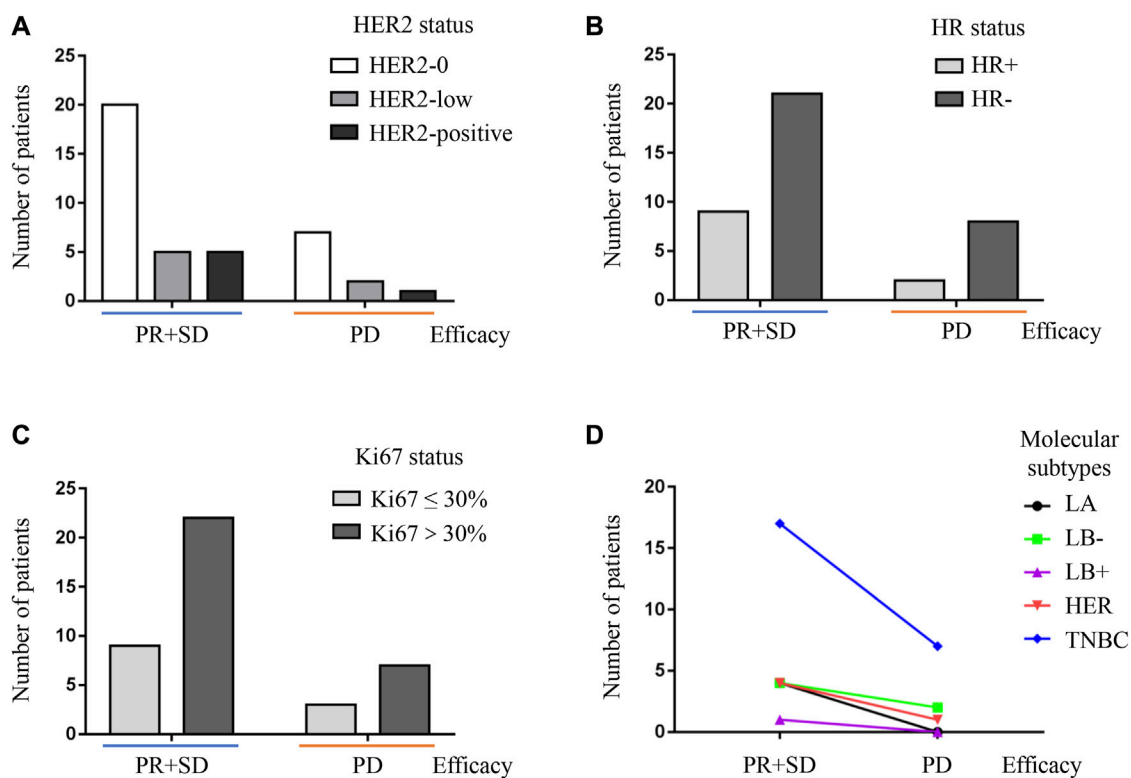 A
HER2 status
HER2-0
HER2-low
HER2-positive
Number of patients
25
20
15
10
5
0
PR+SD
PD
Efficacy
B
HR status
HR+
HR-
Number of patients
25
20
15
10
5
0
PR+SD
PD
Efficacy
C
Ki67 status
Ki67 ≤ 30%
Ki67 > 30%
Number of patients
25
20
15
10
5
0
PR+SD
PD
Efficacy
D
Molecular
subtypes
LA
LB-
LB+
HER
TNBC
Number of patients
20
15
10
5
0
PR+SD
PD
Efficacy